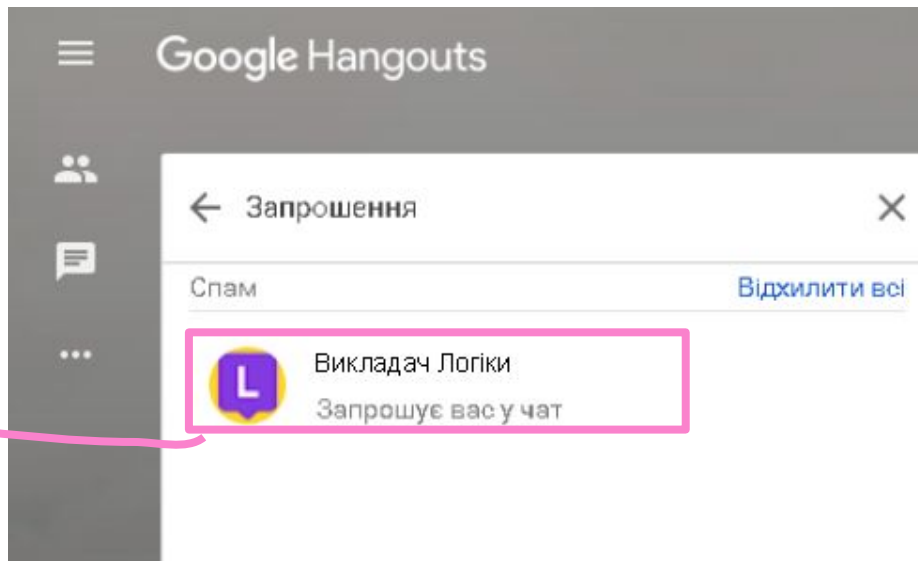 Google Hangouts
Запрошення
Спам
Відхилити всі
L
Викладач Логіки
Запрошує вас у чат